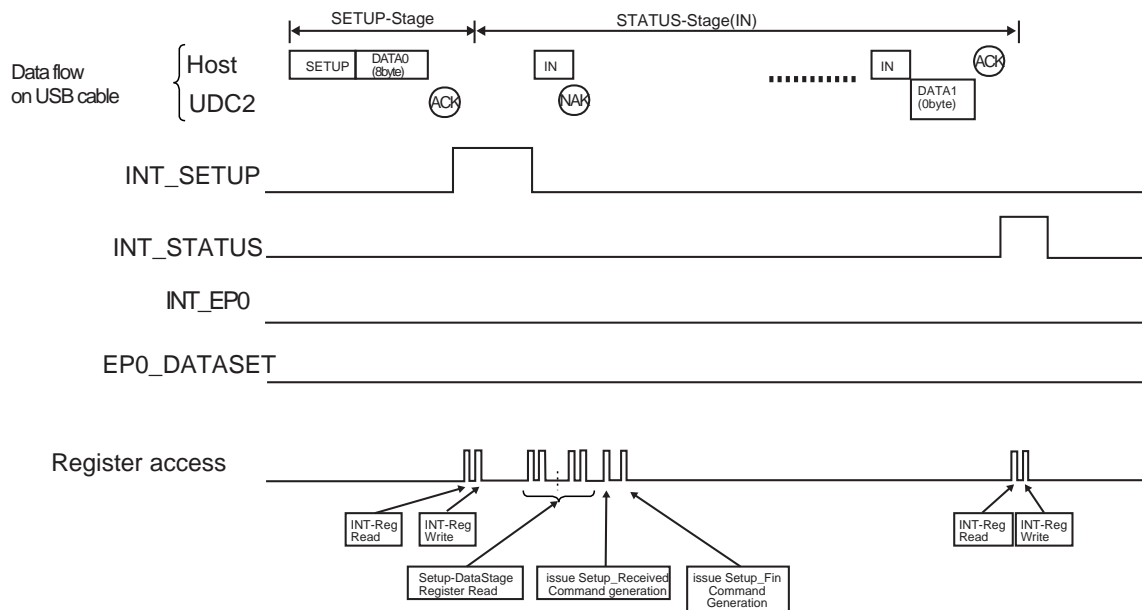 SETUP-Stage
STATUS-Stage(IN)
Data flow
on USB cable
Host
UDC2
SETUP
DATA0
(8byte)
ACK
IN
NAK
IN
DATA1
(0byte)
ACK
INT_SETUP
INT_STATUS
INT_EP0
EP0_DATASET
Register access
INT-Reg
Read
INT-Reg
Write
INT-Reg
Read
INT-Reg
Write
Setup-DataStage
Register Read
issue Setup_Received
Command generation
issue Setup_Fin
Command
Generation